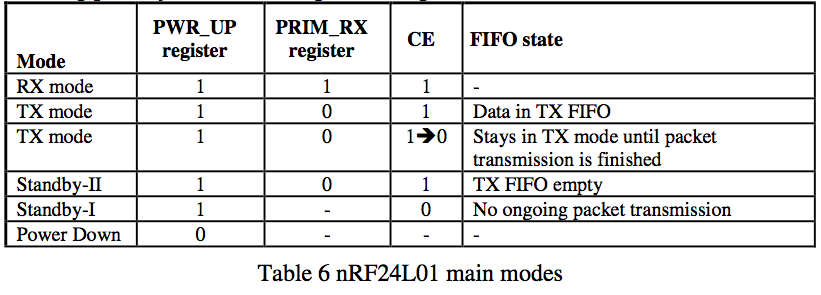 Mode PWR_UP register PRIM_RX register CE FIFO state
RX mode 1 1 1 -
TX mode 1 0 1 Data in TX FIFO
TX mode 1 0 1➔0 Stays in TX mode until packet
transmission is finished
Standby-II 1 0 1 TX FIFO empty
Standby-I 1 - 0 No ongoing packet transmission
Power Down 0 - - -
Table 6 nRF24L01 main modes